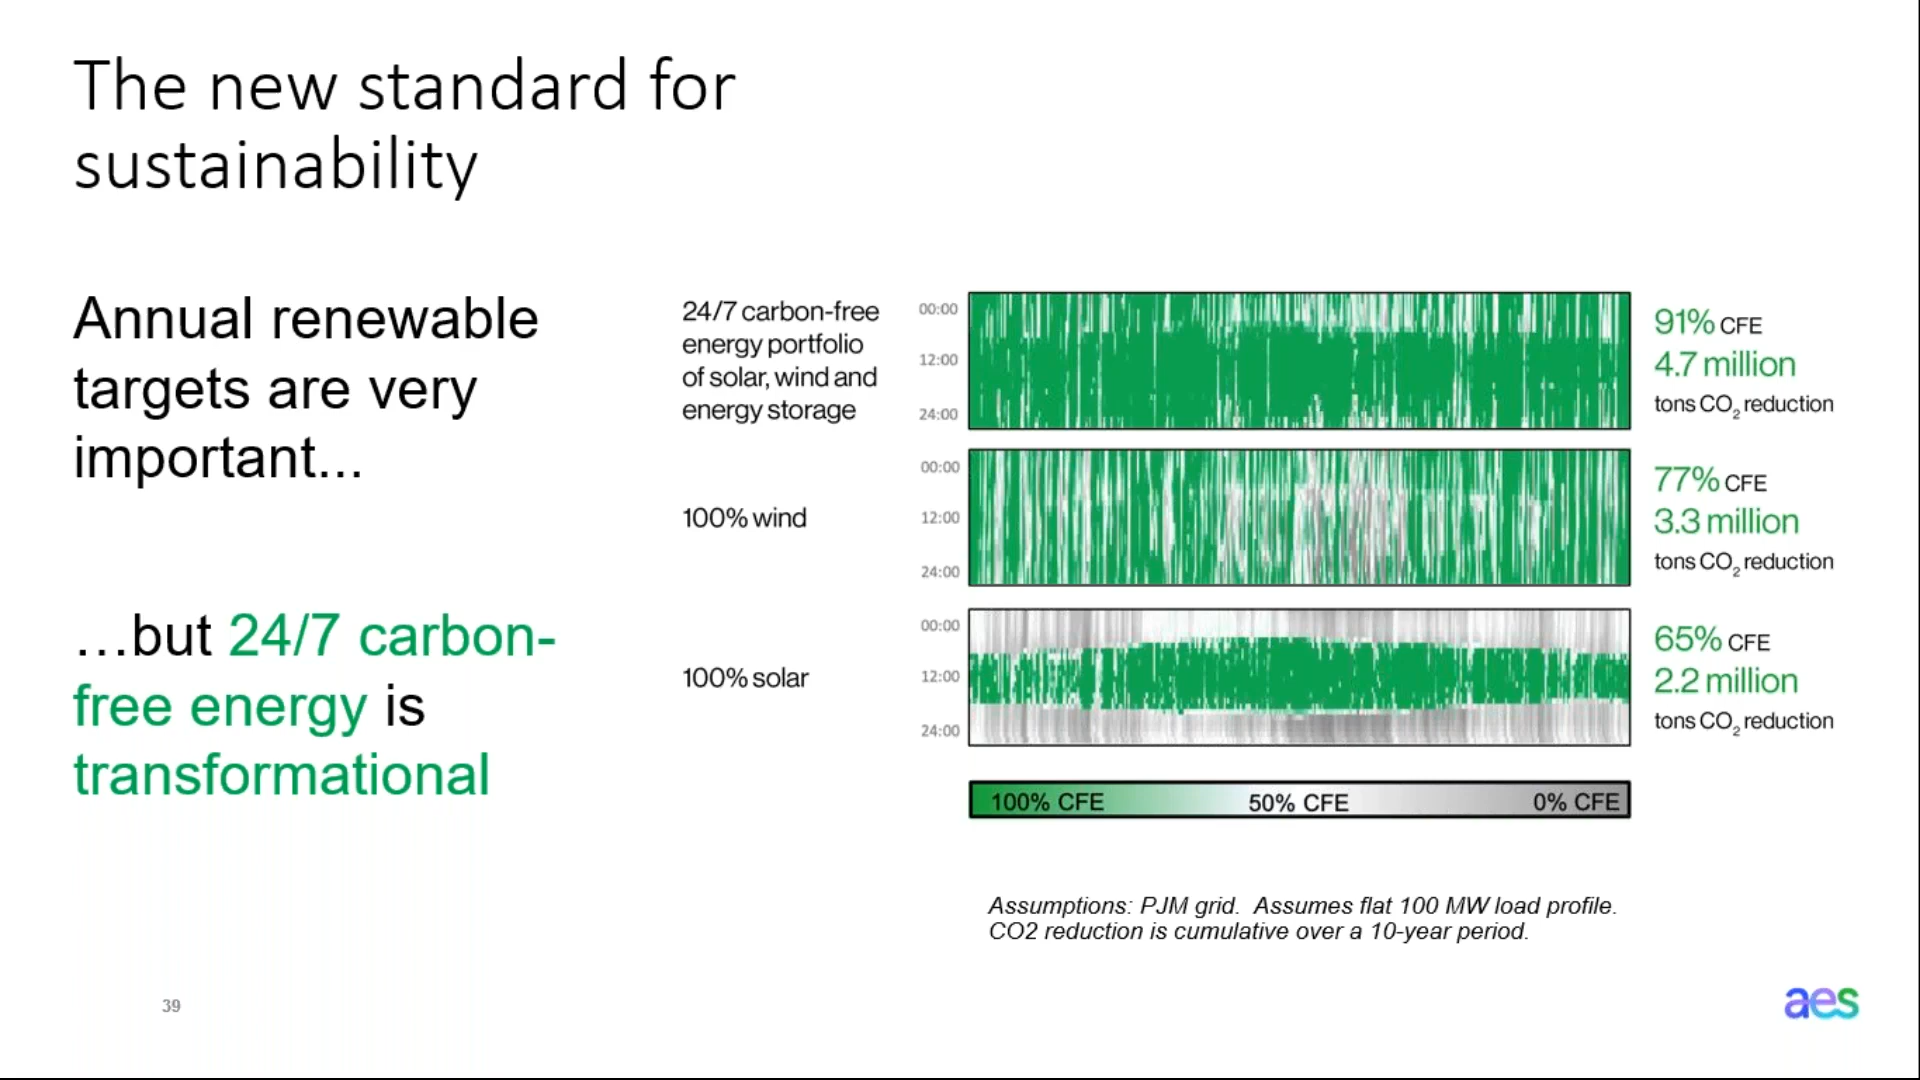 The new standard for
sustainability
Annual renewable
targets are very
important...
...but 24/7 carbon-
free energy is
transformational
24/7 carbon-free
energy portfolio
of solar, wind and
energy storage
00:00
12:00
24:00
91% CFE
4.7 million
tons CO₂ reduction
100% wind
00:00
12:00
24:00
77% CFE
3.3 million
tons CO₂ reduction
100% solar
00:00
12:00
24:00
65% CFE
2.2 million
tons CO₂ reduction
100% CFE 50% CFE 0% CFE
Assumptions: PJM grid. Assumes flat 100 MW load profile.
CO2 reduction is cumulative over a 10-year period.
39
aes